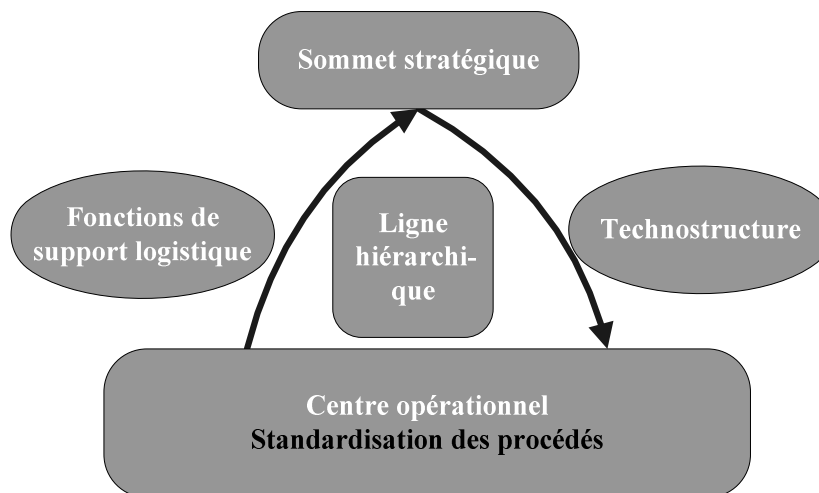 Sommet stratégique
Fonctions de
support logistique
Ligne
hiérarchi-
que
Technostructure
Centre opérationnel
Standardisation des procédés